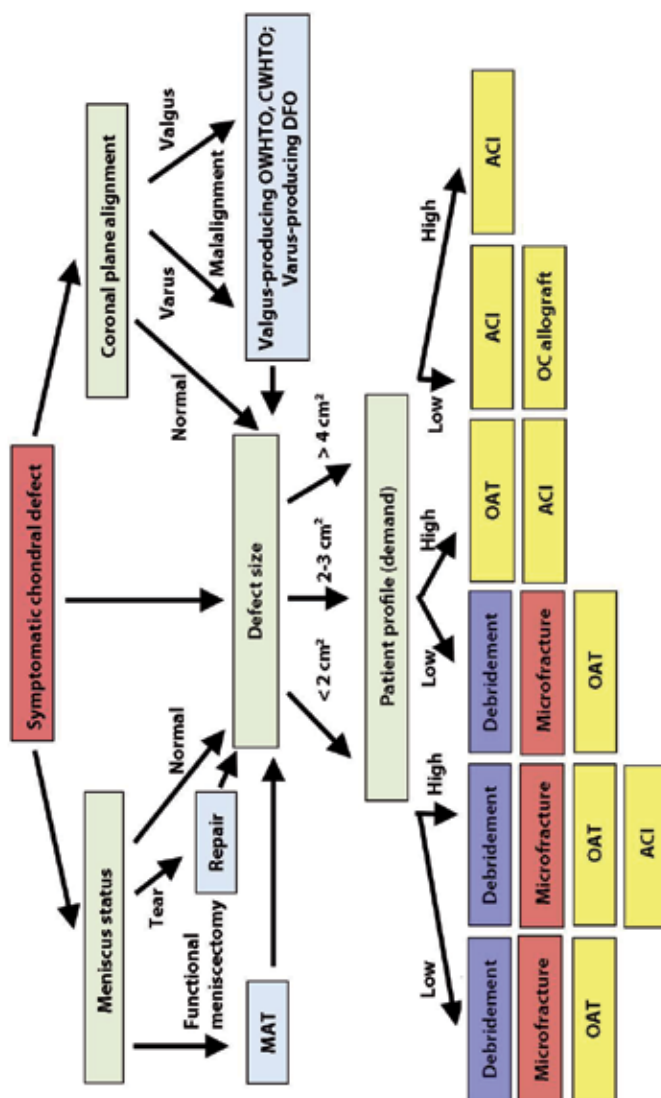 Symptomatic chondral defect
Meniscus status
Coronal plane alignment
Functional
meniscectomy
Tear
Normal
Normal
Varus
Malalignment
Valgus
MAT
Repair
Defect size
Valgus-producing OWHTO, CWHTO;
Varus-producing DFO
< 2 cm²
2-3 cm²
> 4 cm²
Patient profile (demand)
Low
High
Low
High
Low
High
Debridement
Microfracture
OAT
Debridement
Microfracture
OAT
ACI
Debridement
Microfracture
OAT
OAT
ACI
ACI
OC allograft
ACI